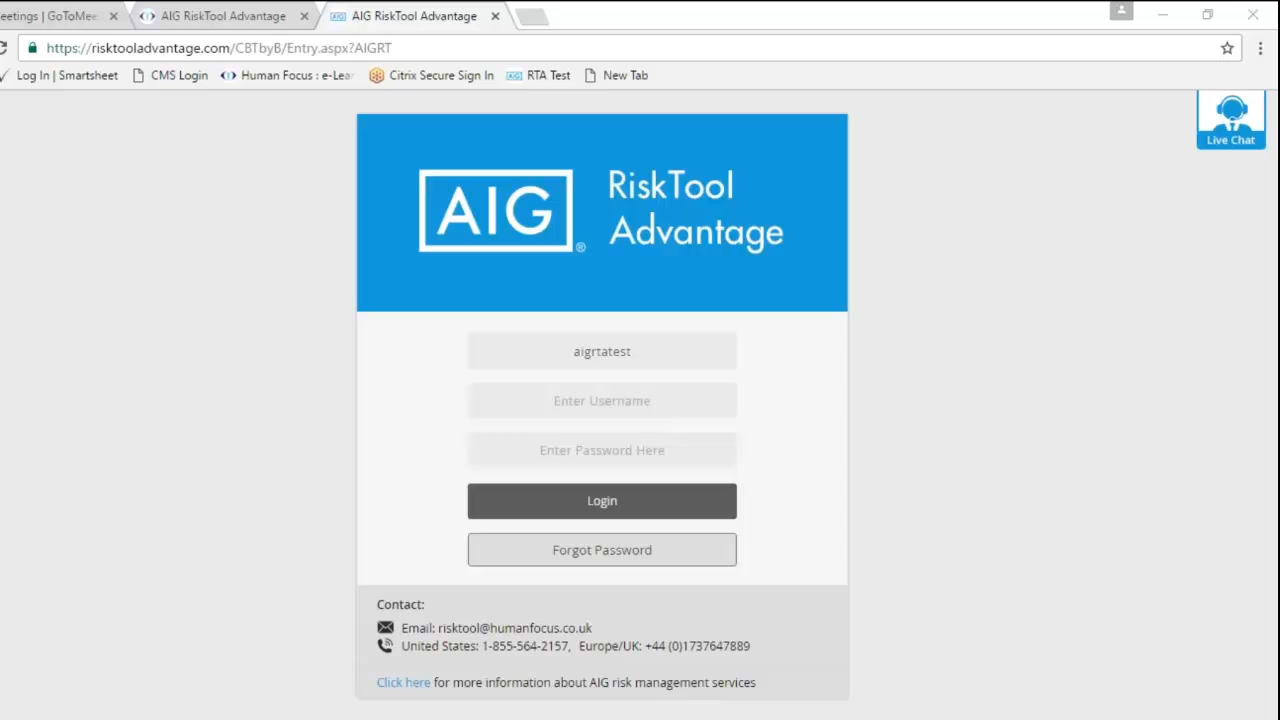 eetings | GoToMee
AIG RiskTool Advantage
AIG RiskTool Advantage
https://risktooladvantage.com/CBTbyB/Entry.aspx?AIGRT
Log In | Smartsheet
CMS Login
Human Focus : e-Lea
Citrix Secure Sign In
AIG
RTA Test
New Tab
Live Chat
AIG®
RiskTool
Advantage
aigrtatest
Enter Username
Enter Password Here
Login
Forgot Password
Contact:
Email: risktool@humanfocus.co.uk
United States: 1-855-564-2157, Europe/UK: +44 (0)1737647889
Click here for more information about AIG risk management services